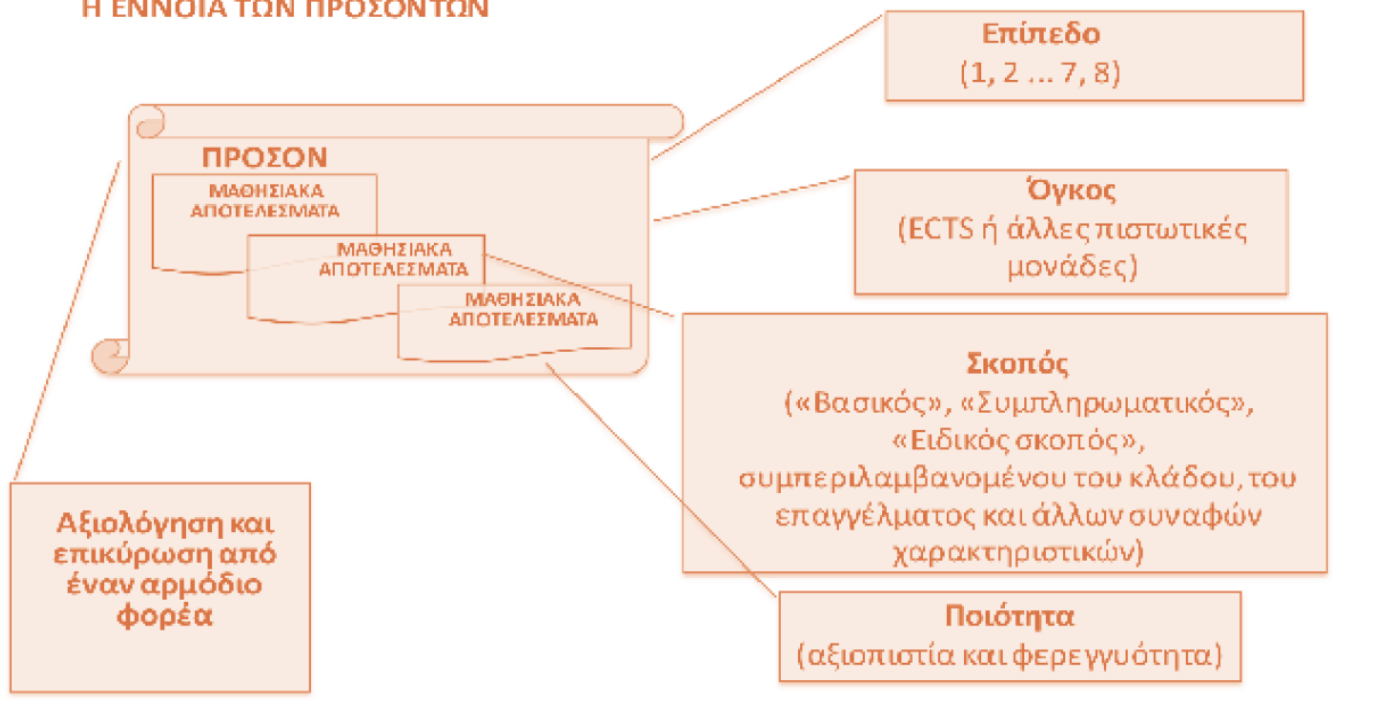 Η ΕΝΝΟΙΑ ΤΩΝ ΠΡΟΣΟΝΤΩΝ
Επίπεδο
(1, 2 ... 7, 8)
ΠΡΟΣΟΝ
ΜΑΘΗΣΙΑΚΑ
ΑΠΟΤΕΛΕΣΜΑΤΑ
ΜΑΘΗΣΙΑΚΑ
ΑΠΟΤΕΛΕΣΜΑΤΑ
ΜΑΘΗΣΙΑΚΑ
ΑΠΟΤΕΛΕΣΜΑΤΑ
Όγκος
(ECTS ή άλλες πιστωτικές
μονάδες)
Σκοπός
(«Βασικός», «Συμπληρωματικός»,
«Ειδικός σκοπός»,
συμπεριλαμβανομένου του κλάδου, του
επαγγέλματος και άλλων συναφών
χαρακτηριστικών)
Αξιολόγηση και
επικύρωση από
έναν αρμόδιο
φορέα
Ποιότητα
(αξιοπιστία και φερεγγυότητα)